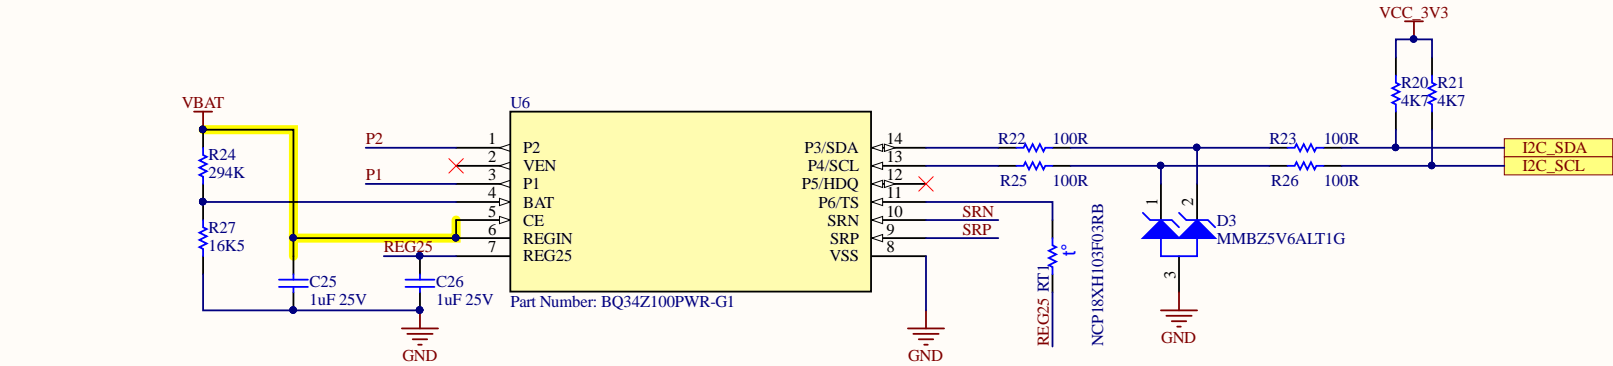 VCC_3V3
R20
4K7
R21
4K7
VBAT
U6
P2
1
P2
2
VEN
P1
3
P1
4
BAT
5
CE
6
REGIN
REG25
7
REG25
P3/SDA
14
P4/SCL
13
P5/HDQ
12
P6/TS
11
SRN
10
SRN
SRP
9
SRP
VSS
8
R24
294K
R27
16K5
C25
1uF 25V
C26
1uF 25V
Part Number: BQ34Z100PWR-G1
GND
GND
R22
100R
R25
100R
R23
100R
R26
100R
I2C_SDA
I2C_SCL
1
2
3
D3
MMBZ5V6ALT1G
GND
RT1
t°
NCP18XH103F03RB
REG25